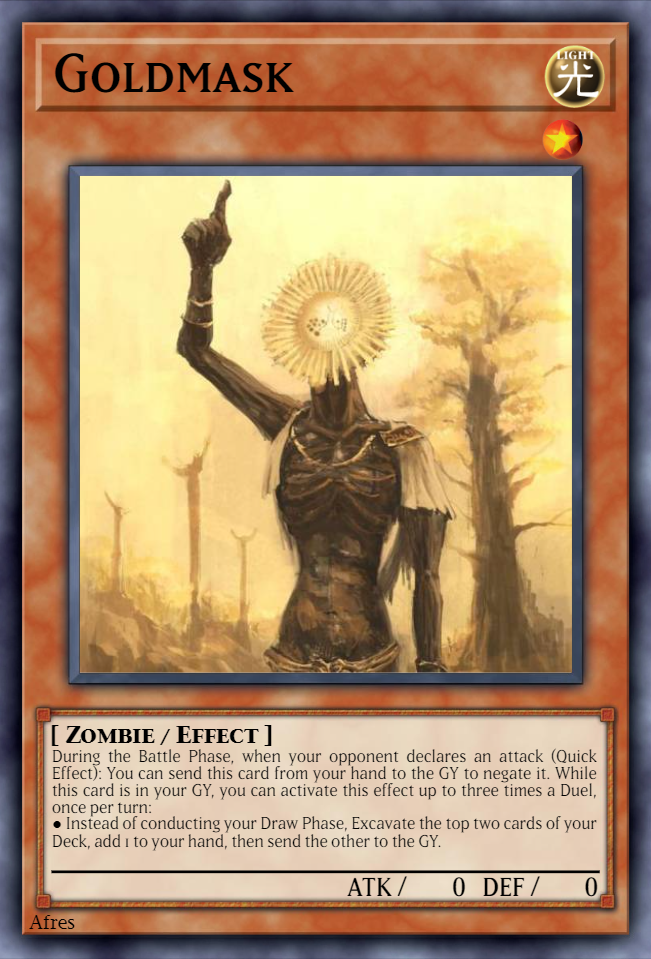 Goldmask
LIGHT
光
[ Zombie / Effect ]
During the Battle Phase, when your opponent declares an attack (Quick
Effect): You can send this card from your hand to the GY to negate it. While
this card is in your GY, you can activate this effect up to three times a Duel,
once per turn:
● Instead of conducting your Draw Phase, Excavate the top two cards of your
Deck, add 1 to your hand, then send the other to the GY.
ATK / 0 DEF / 0
Afres